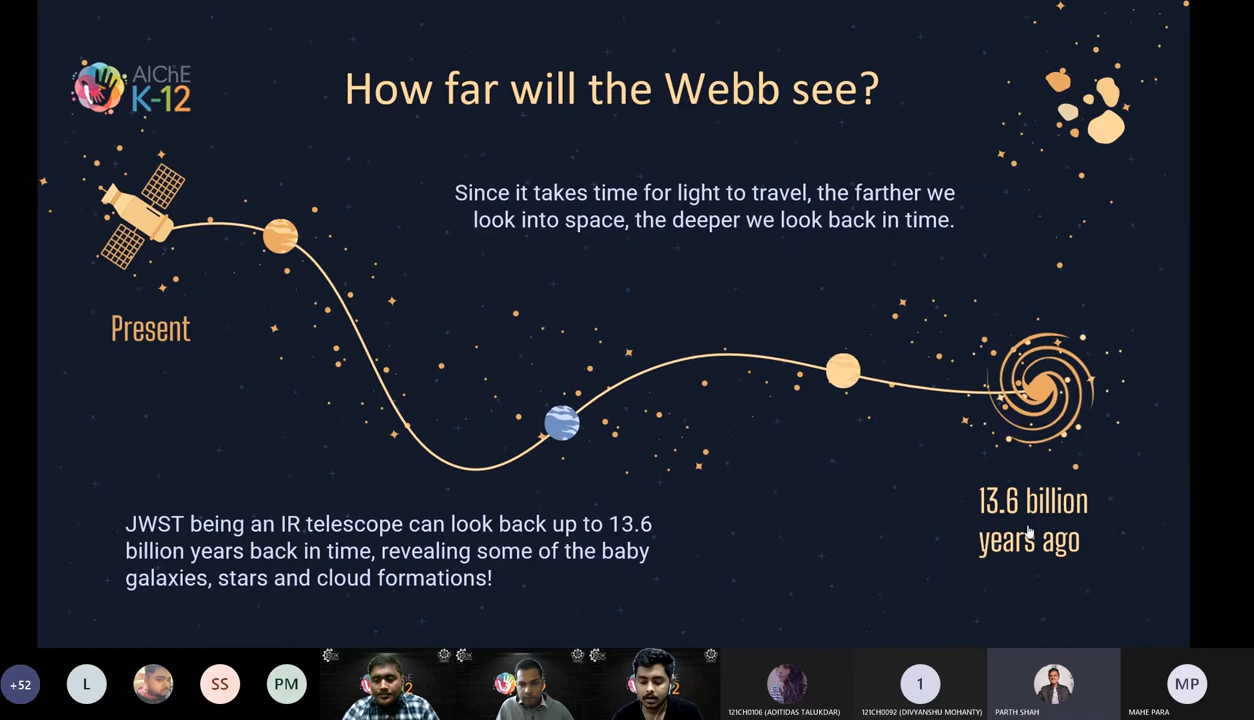 AIChE
K-12
How far will the Webb see?
Since it takes time for light to travel, the farther we
look into space, the deeper we look back in time.
Present
13.6 billion
years ago
JWST being an IR telescope can look back up to 13.6
billion years back in time, revealing some of the baby
galaxies, stars and cloud formations!
+52
L
SS
PM
121CH0106 (ADITIDAS TALUKDAR)
1
121CH0092 (DIVYANSHU MOHANTY)
PARTH SHAH
MP
MAHE PARA